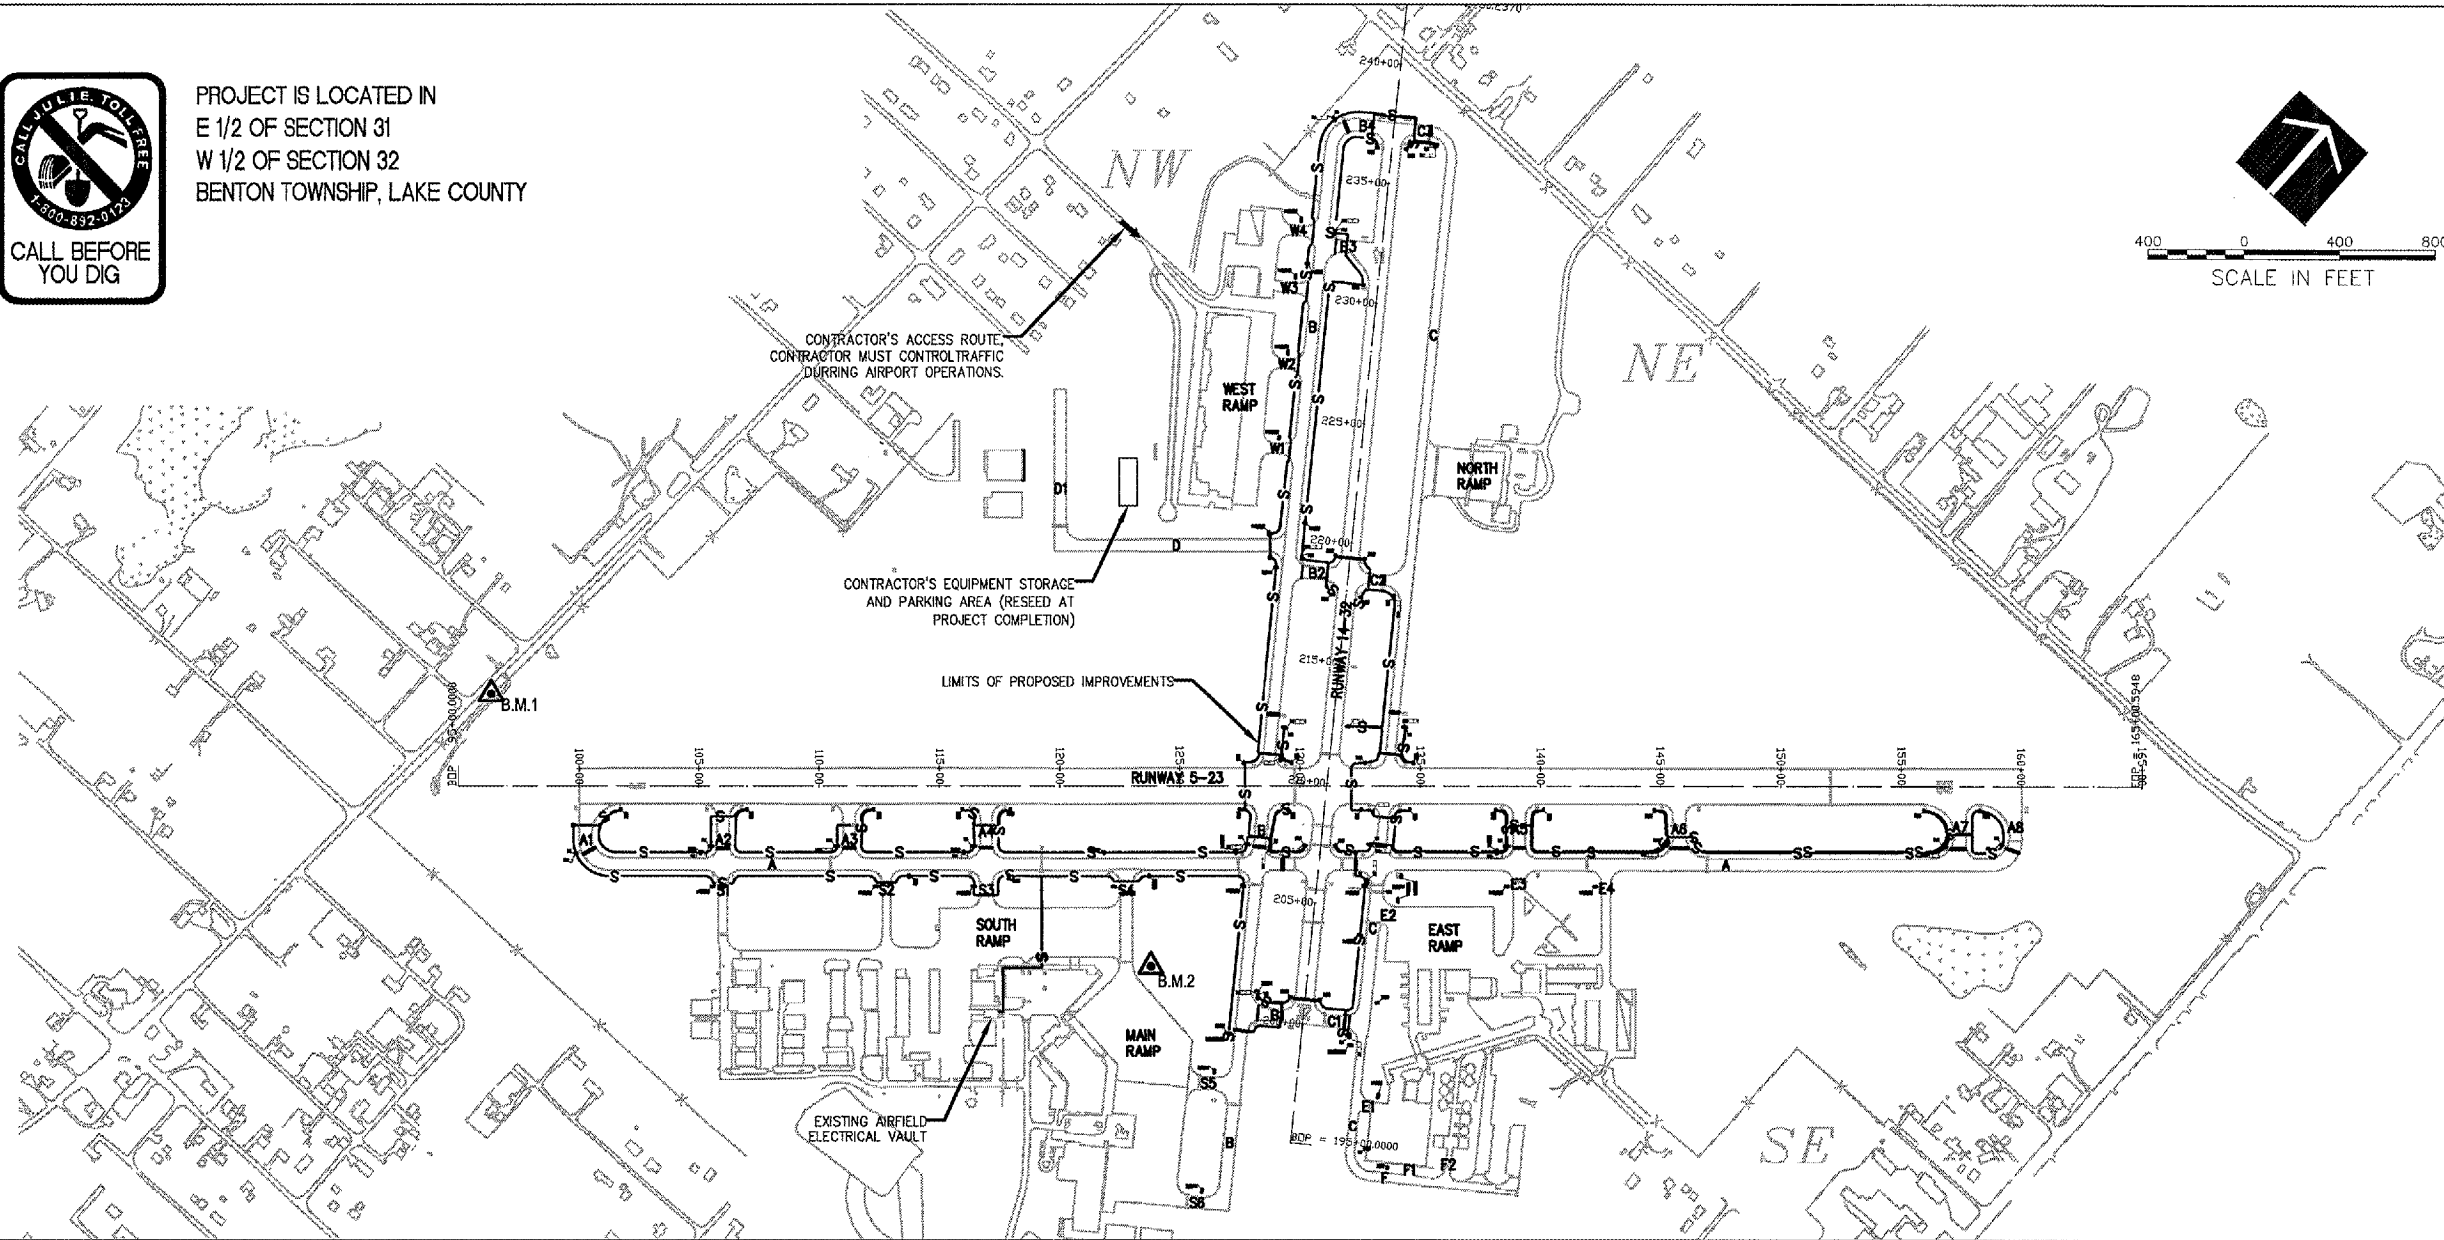 CALL J.U.L.I.E. TOLL FREE
1-800-892-0123
CALL BEFORE
YOU DIG
PROJECT IS LOCATED IN
E 1/2 OF SECTION 31
W 1/2 OF SECTION 32
BENTON TOWNSHIP, LAKE COUNTY
400 0 400 800
SCALE IN FEET
240+00
NW
NE
B4
235+00
W4
B3
W3
230+00
B
C
CONTRACTOR'S ACCESS ROUTE,
CONTRACTOR MUST CONTROLTRAFFIC
DURRING AIRPORT OPERATIONS.
W2
WEST
RAMP
225+00
W1
NORTH
RAMP
D1
D
220+00
B2
C2
CONTRACTOR'S EQUIPMENT STORAGE
AND PARKING AREA (RESEED AT
PROJECT COMPLETION)
RUNWAY 14-32
LIMITS OF PROPOSED IMPROVEMENTS
B.M.1
95+00.0000
BOP
100+00
105+00
110+00
115+00
120+00
RUNWAY 5-23
140+00
145+00
150+00
155+00
160+00
A1
A2
A3
A4
B
A5
A6
A7
A8
A
A
S1
S2
S3
S4
E3
E4
205+00
E2
C
SOUTH
RAMP
EAST
RAMP
B.M.2
C1
MAIN
RAMP
S5
E1
EXISTING AIRFIELD
ELECTRICAL VAULT
B
C
BOP = 195+00.0000
F1
F2
F
S6
SE